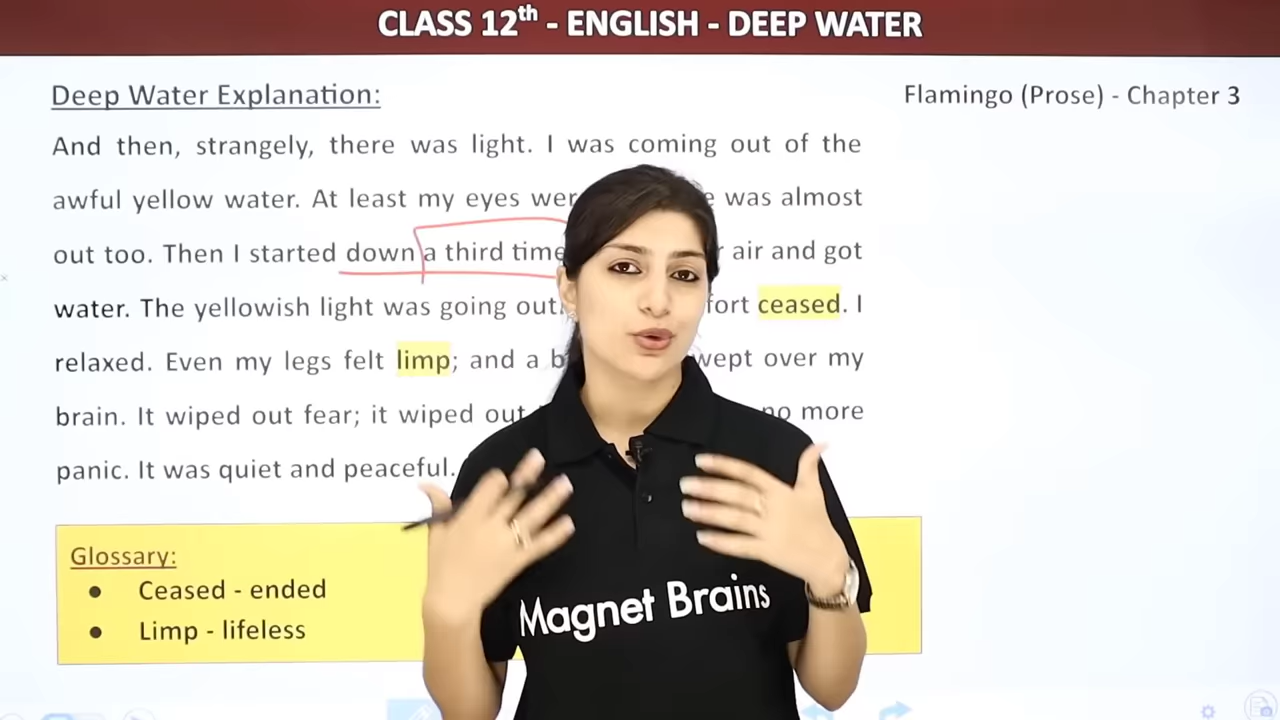 CLASS 12th - ENGLISH - DEEP WATER
Deep Water Explanation:
Flamingo (Prose) - Chapter 3
And then, strangely, there was light. I was coming out of the
awful yellow water. At least my eyes was almost
out too. Then I started down a third time air and got
water. The yellowish light was going out. ceased. I
relaxed. Even my legs felt limp; and a over my
brain. It wiped out fear; it wiped out no more
panic. It was quiet and peaceful.
Glossary:
● Ceased - ended
● Limp - lifeless
Magnet Brains